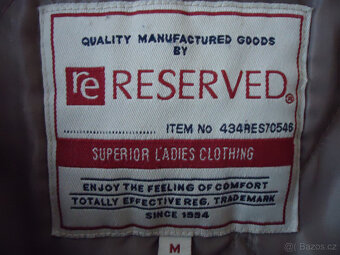 QUALITY MANUFACTURED GOODS
BY
re RESERVED®
ITEM No 434RES70546
SUPERIOR LADIES CLOTHING
ENJOY THE FEELING OF COMFORT
TOTALLY EFFECTIVE REG. TRADEMARK
SINCE 1994
M
Bazos.cz